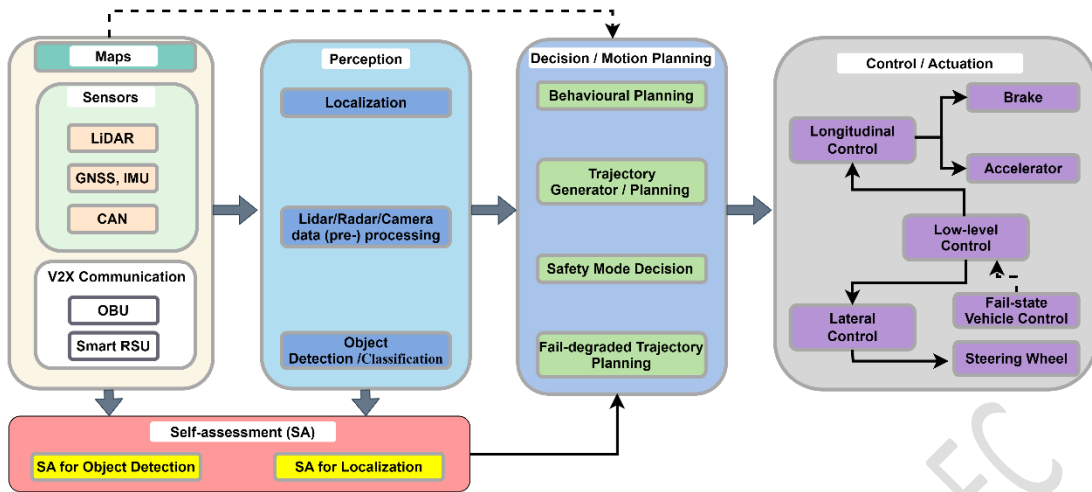 Maps
Sensors
LiDAR
GNSS, IMU
CAN
V2X Communication
OBU
Smart RSU
Perception
Localization
Lidar/Radar/Camera
data (pre-) processing
Object
Detection /Classification
Decision / Motion Planning
Behavioural Planning
Trajectory
Generator / Planning
Safety Mode Decision
Fail-degraded Trajectory
Planning
Control / Actuation
Brake
Longitudinal
Control
Accelerator
Low-level
Control
Fail-state
Vehicle Control
Lateral
Control
Steering Wheel
Self-assessment (SA)
SA for Object Detection
SA for Localization
EC